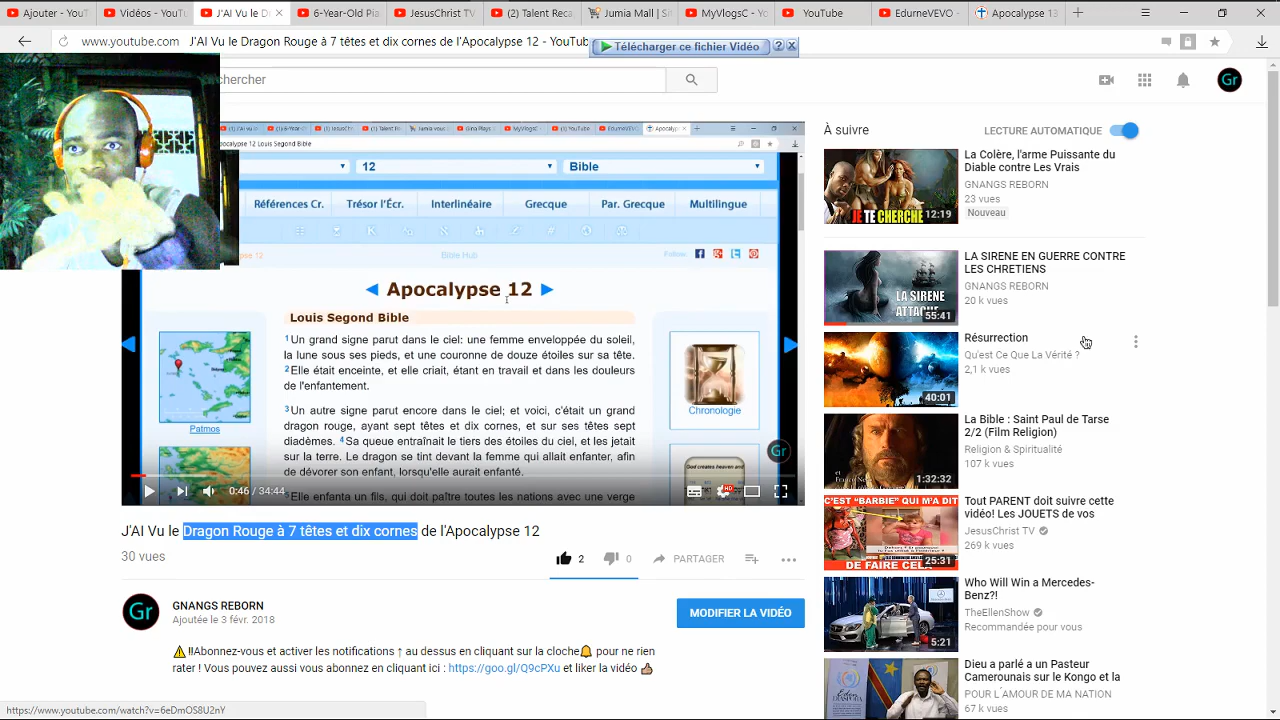 Vidéos - YouT
J'AI Vu le D
6-Year-Old Pia
JesusChrist TV
(2) Talent Reca
Jumia | Si
MyVlogsC - Yo
YouTube
EdurneVEVO -
Apocalypse 13
www.youtube.com J'AI Vu le Dragon Rouge à 7 têtes et dix cornes de l'Apocalypse 12 - YouTu
Télécharger ce fichier Vidéo ?
chercher
Gr
12 Bible
Références Cr. Trésor l'Écr. Interlinéaire Grecque Par. Grecque Multilingue
Bible Hub
Apocalypse 12
Louis Segond Bible
1Un grand signe parut dans le ciel: une femme enveloppée du soleil,
la lune sous ses pieds, et une couronne de douze étoiles sur sa tête.
2Elle était enceinte, et elle criait, étant en travail et dans les douleurs
de l'enfantement.
3Un autre signe parut encore dans le ciel; et voici, c'était un grand
dragon rouge, ayant sept têtes et dix cornes, et sur ses têtes sept
diadèmes. 4Sa queue entraînait le tiers des étoiles du ciel, et les jetait
sur la terre. Le dragon se tint devant la femme qui allait enfanter, afin
de dévorer son enfant, lorsqu'elle aurait enfanté.
5Elle enfanta un fils, qui doit paître toutes les nations avec une verge
Patmos
Chronologie
God creates heaven and
Gr
0:46 / 34:44
HD
J'AI Vu le Dragon Rouge à 7 têtes et dix cornes de l'Apocalypse 12
30 vues
2 0 PARTAGER
Gr
GNANGS REBORN
Ajoutée le 3 févr. 2018
MODIFIER LA VIDÉO
⚠!!Abonnez-vous et activer les notifications ↑ au dessus en cliquant sur la cloche🔔 pour ne rien
rater ! Vous pouvez aussi vous abonnez en cliquant ici : https://goo.gl/Q9cPXu et liker la vidéo 👍
https://www.youtube.com/watch?v=6eDmOS8U2nY
À suivre LECTURE AUTOMATIQUE
JE TE CHERCHE
12:19
La Colère, l'arme Puissante du
Diable contre Les Vrais
GNANGS REBORN
23 vues
Nouveau
LA SIRENE
ATTAQUE
55:41
LA SIRENE EN GUERRE CONTRE
LES CHRETIENS
GNANGS REBORN
20 k vues
40:01
Résurrection
Qu'est Ce Que La Vérité ?
2,1 k vues
1:32:32
La Bible : Saint Paul de Tarse
2/2 (Film Religion)
Religion & Spiritualité
107 k vues
C'EST "BARBIE" QUI M'A DIT
DE FAIRE CELA
25:31
Tout PARENT doit suivre cette
vidéo! Les JOUETS de vos
JesusChrist TV
269 k vues
5:21
Who Will Win a Mercedes-
Benz?!
TheEllenShow
Recommandée pour vous
Dieu a parlé a un Pasteur
Camerounais sur le Kongo et la
POUR L'AMOUR DE MA NATION
67 k vues